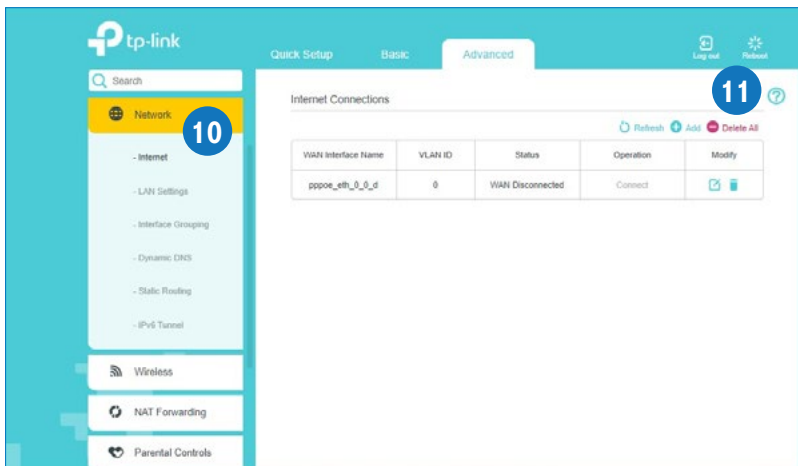 tp-link
Quick Setup Basic Advanced Log out Reboot
Search
Internet Connections
11
Network
10
Refresh Add Delete All
- Internet
WAN Interface Name VLAN ID Status Operation Modify
pppoe_eth_0_0_d 0 WAN Disconnected Connect
- LAN Settings
- Interface Grouping
- Dynamic DNS
- Static Routing
- IPv6 Tunnel
Wireless
NAT Forwarding
Parental Controls